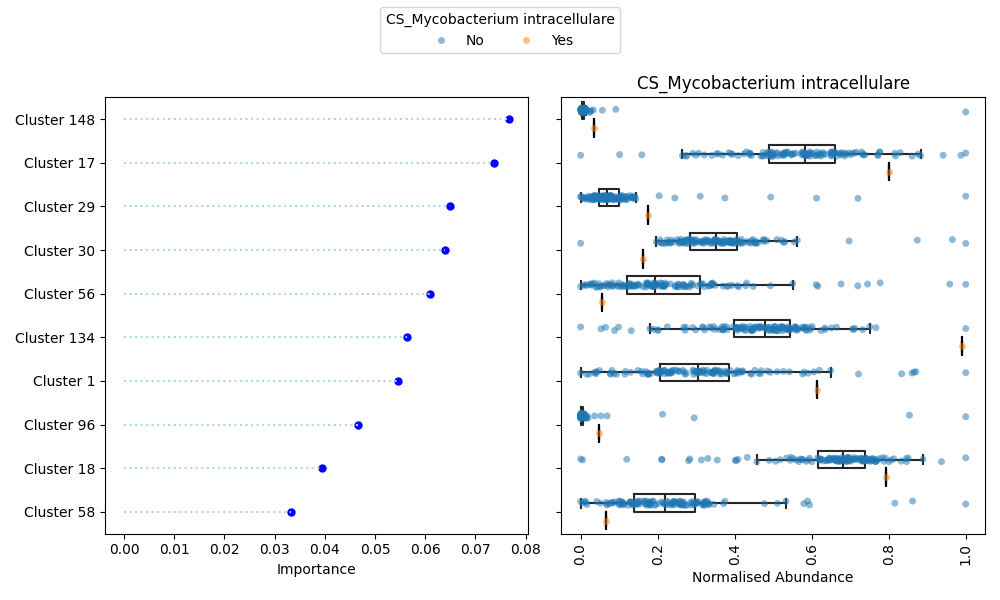 CS_Mycobacterium intracellulare
No Yes
CS_Mycobacterium intracellulare
Cluster 148
Cluster 17
Cluster 29
Cluster 30
Cluster 56
Cluster 134
Cluster 1
Cluster 96
Cluster 18
Cluster 58
0.00 0.01 0.02 0.03 0.04 0.05 0.06 0.07 0.08
Importance
0.0 0.2 0.4 0.6 0.8 1.0
Normalised Abundance